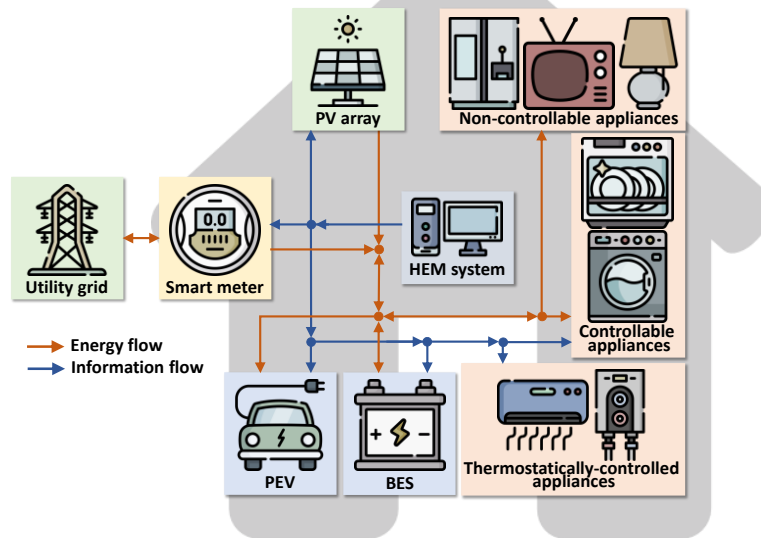 PV array
Non-controllable appliances
0.0
Utility grid
Smart meter
HEM system
Controllable
appliances
Energy flow
Information flow
PEV
BES
Thermostatically-controlled
appliances